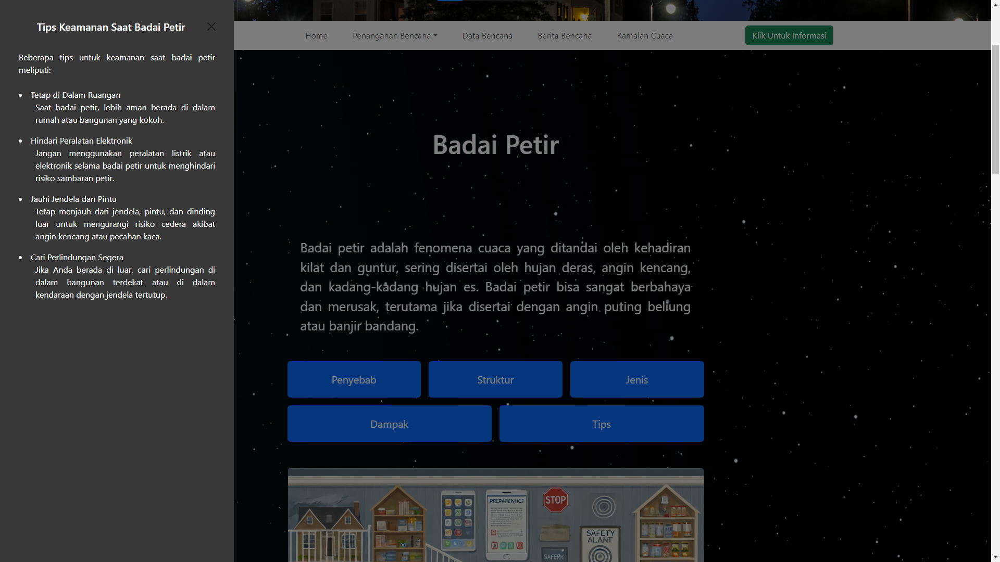 Tips Keamanan Saat Badai Petir
Beberapa tips untuk keamanan saat badai petir
meliputi:
Tetap di Dalam Ruangan
Saat badai petir, lebih aman berada di dalam
rumah atau bangunan yang kokoh.
Hindari Peralatan Elektronik
Jangan menggunakan peralatan listrik atau
elektronik selama badai petir untuk menghindari
risiko sambaran petir.
Jauhi Jendela dan Pintu
Tetap menjauh dari jendela, pintu, dan dinding
luar untuk mengurangi risiko cedera akibat
angin kencang atau pecahan kaca.
Cari Perlindungan Segera
Jika Anda berada di luar, cari perlindungan di
dalam bangunan terdekat atau di dalam
kendaraan dengan jendela tertutup.
Home Penanganan Bencana Data Bencana Berita Bencana Ramalan Cuaca Klik Untuk Informasi
Badai Petir
Badai petir adalah fenomena cuaca yang ditandai oleh kehadiran
kilat dan guntur, sering disertai oleh hujan deras, angin kencang,
dan kadang-kadang hujan es. Badai petir bisa sangat berbahaya
dan merusak, terutama jika disertai dengan angin puting beliung
atau banjir bandang.
Penyebab Struktur Jenis
Dampak Tips
PREPARENHCE
STOP
SAFETY
ALANT
SAFERK